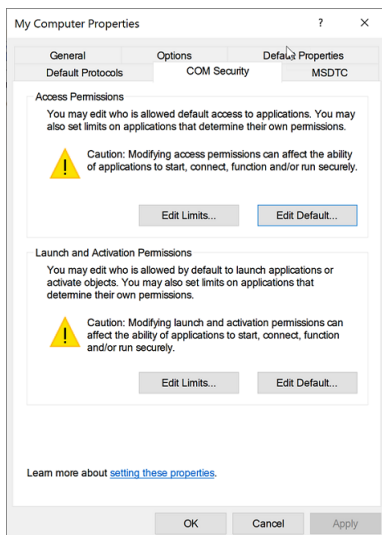 My Computer Properties ? ×
General Options Default Properties
Default Protocols COM Security MSDTC
Access Permissions
You may edit who is allowed default access to applications. You may
also set limits on applications that determine their own permissions.
Caution: Modifying access permissions can affect the ability
of applications to start, connect, function and/or run securely.
Edit Limits... Edit Default...
Launch and Activation Permissions
You may edit who is allowed by default to launch applications or
activate objects. You may also set limits on applications that
determine their own permissions.
Caution: Modifying launch and activation permissions can
affect the ability of applications to start, connect, function
and/or run securely.
Edit Limits... Edit Default...
Learn more about setting these properties.
OK Cancel Apply